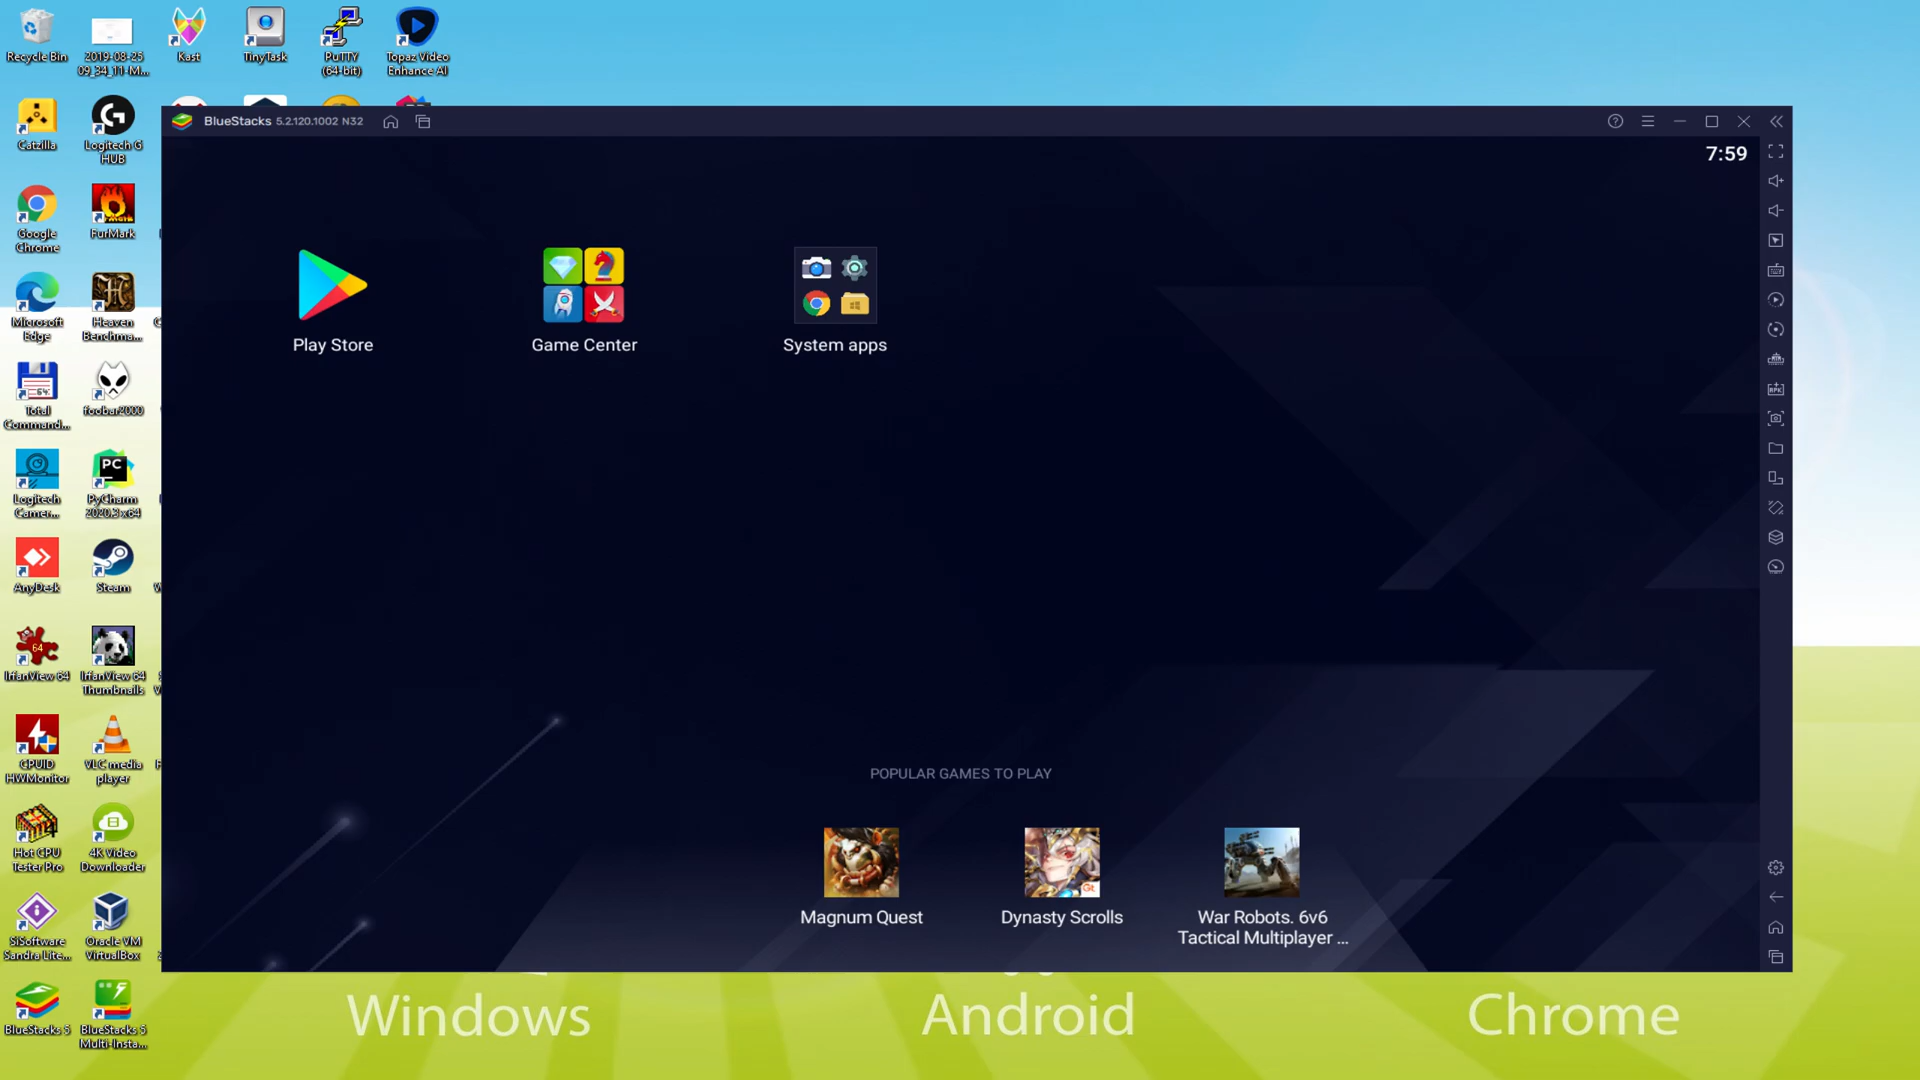 Recycle Bin
2019-08-25
09_34_11-M...
Kast
TinyTask
PuTTY
(64-bit)
Topaz Video
Enhance AI
Catzilla
Logitech G
HUB
BlueStacks 5.2.120.1002 N32
7:59
Google
Chrome
FurMark
Play Store
Game Center
System apps
Microsoft
Edge
Heaven
Benchma...
Total
Command...
foobar2000
APK
Logitech
Camer...
PC
PyCharm
2020.3 x64
AnyDesk
Steam
64
IrfanView 64
IrfanView 64
Thumbnails
CPUID
HWMonitor
VLC media
player
POPULAR GAMES TO PLAY
Hot CPU
Tester Pro
4K Video
Downloader
Magnum Quest
Dynasty Scrolls
War Robots. 6v6
Tactical Multiplayer ...
SiSoftware
Sandra Lite...
Oracle VM
VirtualBox
BlueStacks 5
BlueStacks 5
Multi-Insta...
Windows
Android
Chrome